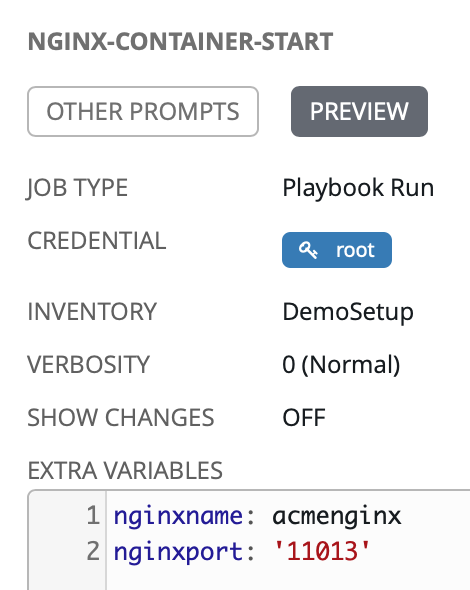 NGINX-CONTAINER-START
OTHER PROMPTS PREVIEW
JOB TYPE Playbook Run
CREDENTIAL root
INVENTORY DemoSetup
VERBOSITY 0 (Normal)
SHOW CHANGES OFF
EXTRA VARIABLES
1 nginxname: acmenginx
2 nginxport: '11013'